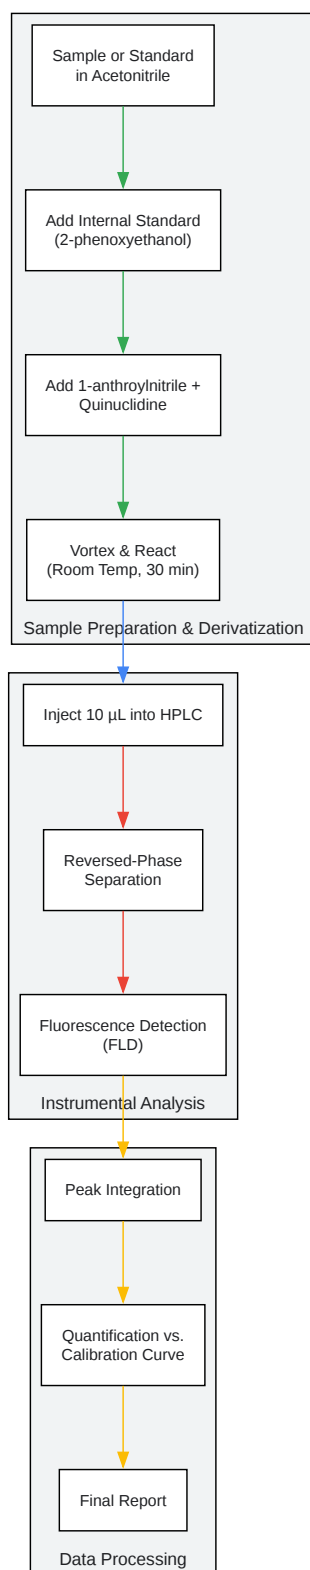 Sample or Standard
in Acetonitrile
Add Internal Standard
(2-phenoxyethanol)
Add 1-anthroylnitrile +
Quinuclidine
Vortex & React
(Room Temp, 30 min)
Sample Preparation & Derivatization
Inject 10 µL into HPLC
Reversed-Phase
Separation
Fluorescence Detection
(FLD)
Instrumental Analysis
Peak Integration
Quantification vs.
Calibration Curve
Final Report
Data Processing